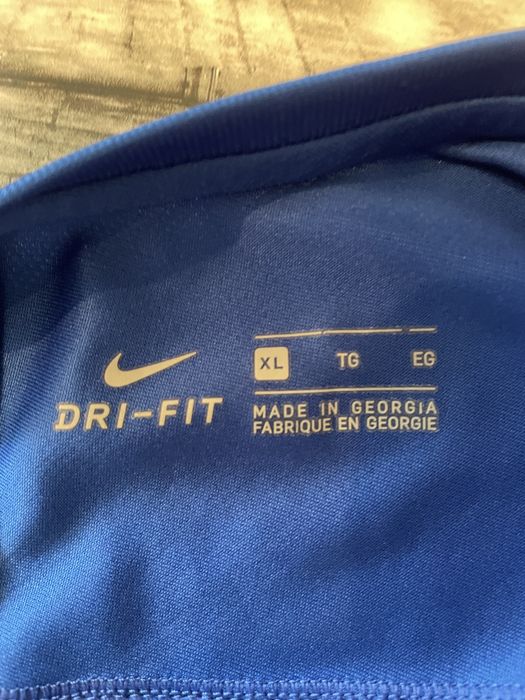 DRI-FIT
XL TG EG
MADE IN GEORGIA
FABRIQUE EN GEORGIE